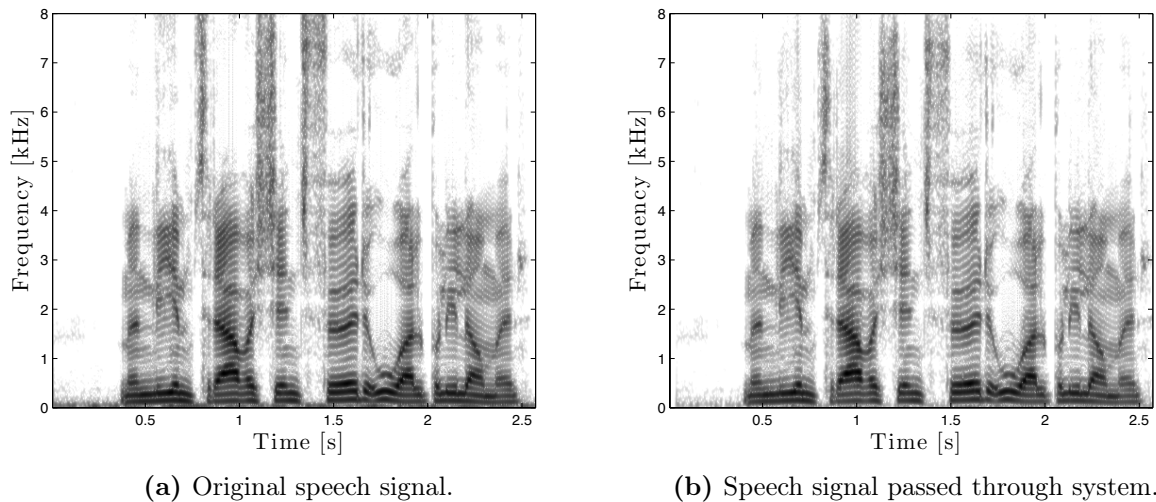 8
7
6
5
4
3
2
1
0
Frequency [kHz]
0.5 1 1.5 2 2.5
Time [s]
(a) Original speech signal.
8
7
6
5
4
3
2
1
0
Frequency [kHz]
0.5 1 1.5 2 2.5
Time [s]
(b) Speech signal passed through system.